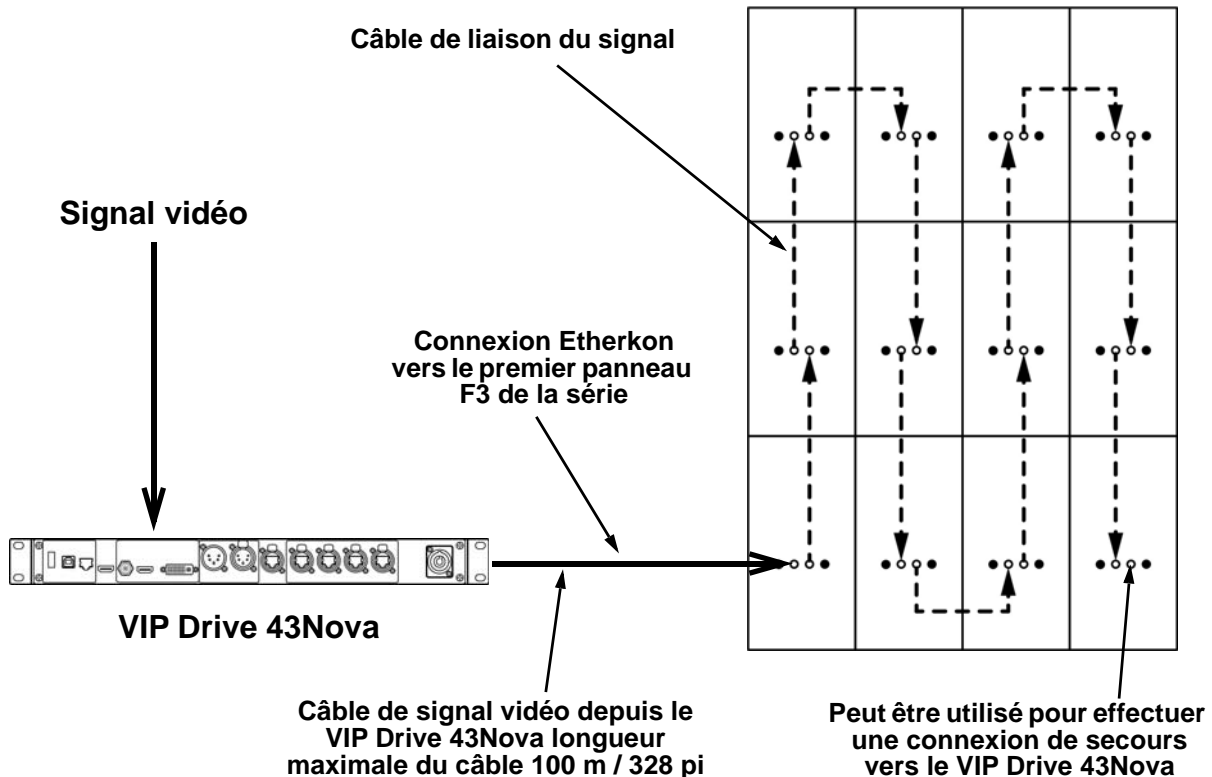 Câble de liaison du signal
Signal vidéo
Connexion Etherkon
vers le premier panneau
F3 de la série
VIP Drive 43Nova
Câble de signal vidéo depuis le
VIP Drive 43Nova longueur
maximale du câble 100 m / 328 pi
Peut être utilisé pour effectuer
une connexion de secours
vers le VIP Drive 43Nova